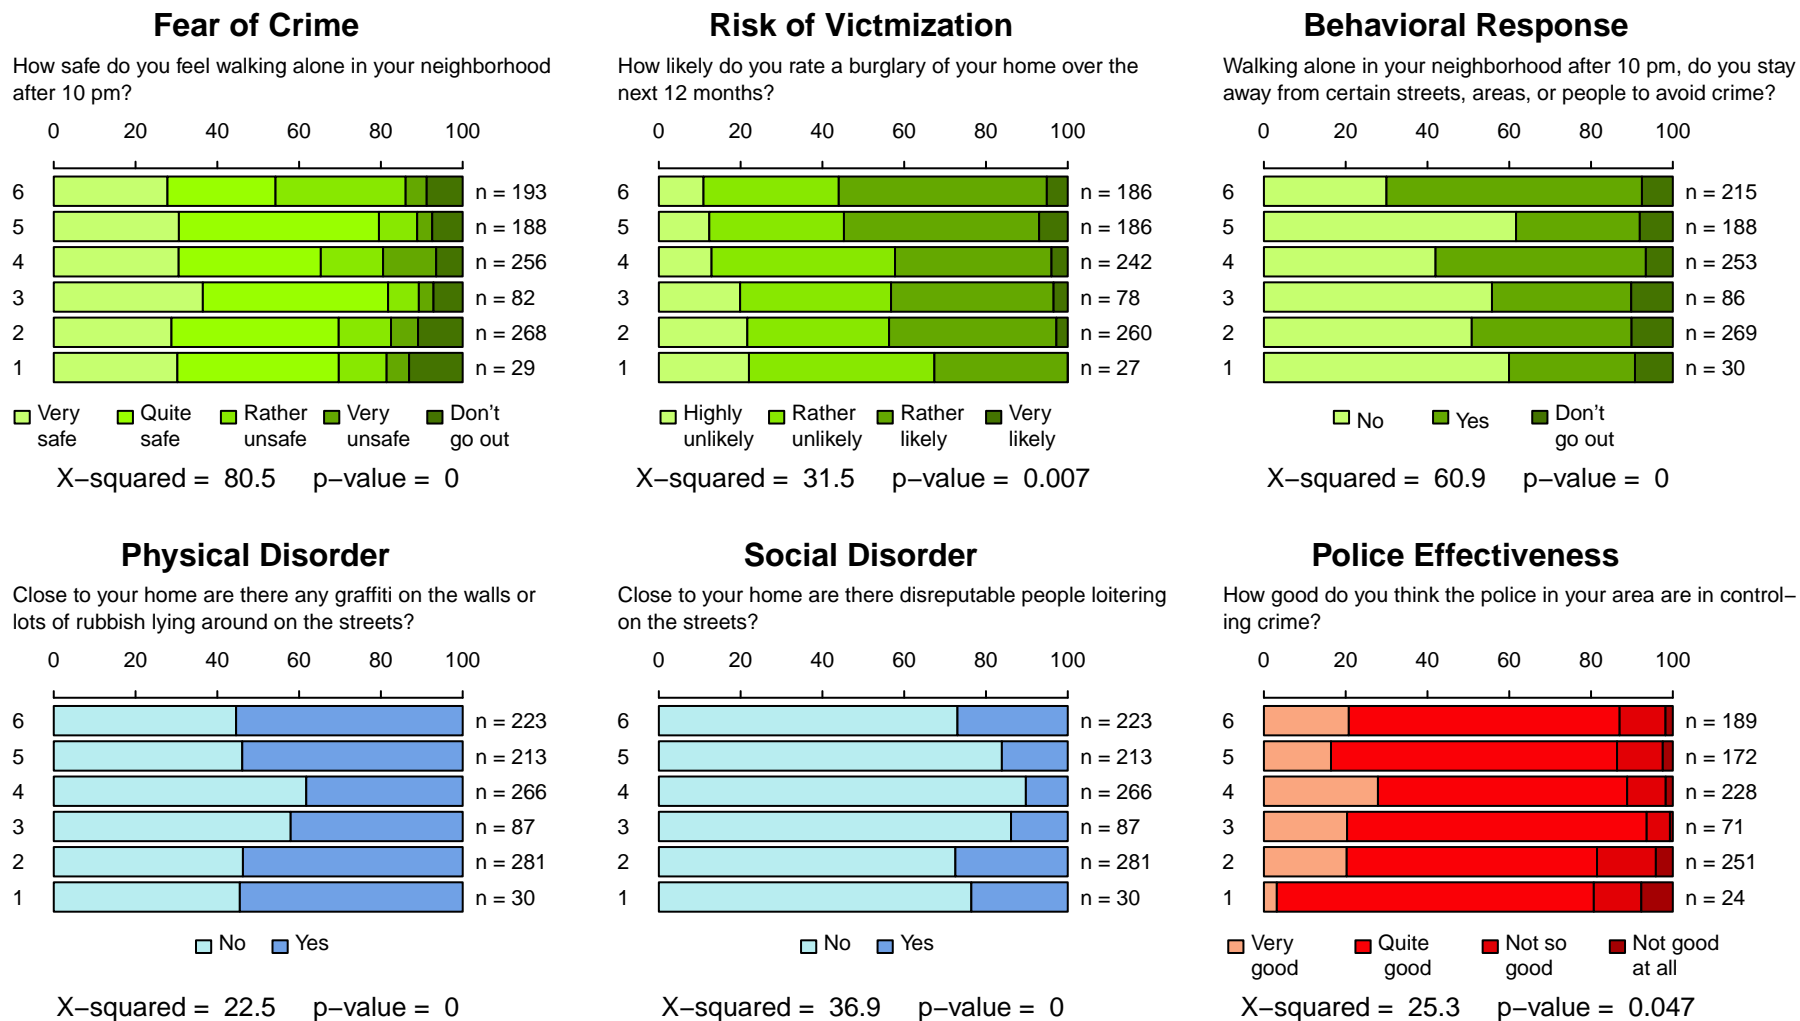 Fear of Crime
How safe do you feel walking alone in your neighborhood
after 10 pm?
0 20 40 60 80 100
6 n = 193
5 n = 188
4 n = 256
3 n = 82
2 n = 268
1 n = 29
Very safe Quite safe Rather unsafe Very unsafe Don't go out
X−squared = 80.5 p−value = 0
Risk of Victmization
How likely do you rate a burglary of your home over the
next 12 months?
0 20 40 60 80 100
6 n = 186
5 n = 186
4 n = 242
3 n = 78
2 n = 260
1 n = 27
Highly unlikely Rather unlikely Rather likely Very likely
X−squared = 31.5 p−value = 0.007
Behavioral Response
Walking alone in your neighborhood after 10 pm, do you stay
away from certain streets, areas, or people to avoid crime?
0 20 40 60 80 100
6 n = 215
5 n = 188
4 n = 253
3 n = 86
2 n = 269
1 n = 30
No Yes Don't go out
X−squared = 60.9 p−value = 0
Physical Disorder
Close to your home are there any graffiti on the walls or
lots of rubbish lying around on the streets?
0 20 40 60 80 100
6 n = 223
5 n = 213
4 n = 266
3 n = 87
2 n = 281
1 n = 30
No Yes
X−squared = 22.5 p−value = 0
Social Disorder
Close to your home are there disreputable people loitering
on the streets?
0 20 40 60 80 100
6 n = 223
5 n = 213
4 n = 266
3 n = 87
2 n = 281
1 n = 30
No Yes
X−squared = 36.9 p−value = 0
Police Effectiveness
How good do you think the police in your area are in control−
ing crime?
0 20 40 60 80 100
6 n = 189
5 n = 172
4 n = 228
3 n = 71
2 n = 251
1 n = 24
Very good Quite good Not so good Not good at all
X−squared = 25.3 p−value = 0.047